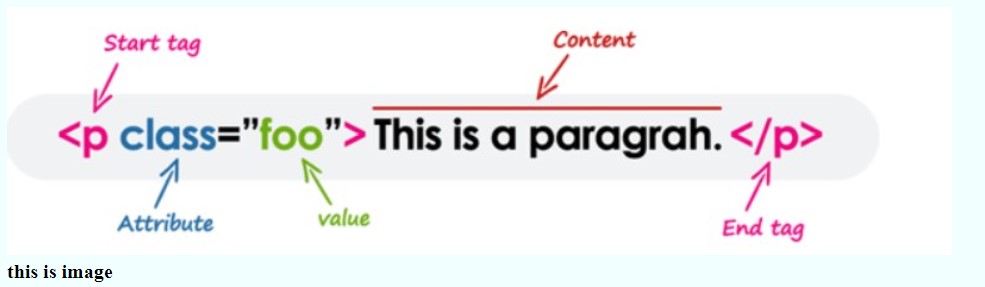 Start tag
Content
<p class=”foo”> This is a paragrah. </p>
Attribute
value
End tag
this is image